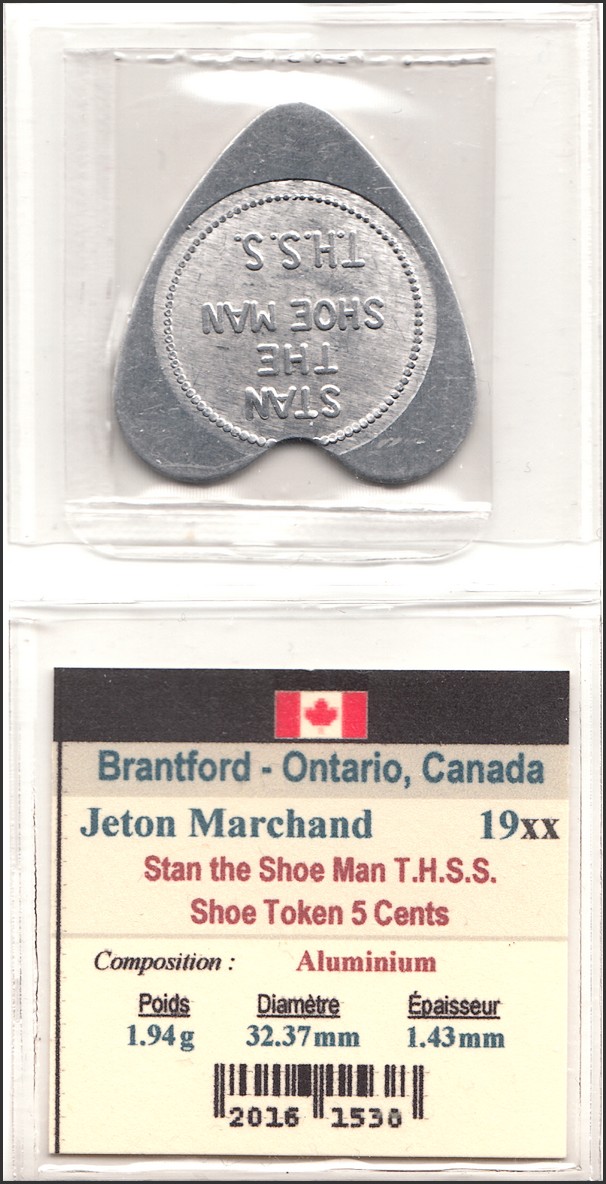 STAN
THE
SHOE MAN
T.H.S.S.
Brantford - Ontario, Canada
Jeton Marchand 19xx
Stan the Shoe Man T.H.S.S.
Shoe Token 5 Cents
Composition : Aluminium
Poids Diamètre Épaisseur
1.94g 32.37mm 1.43mm
2016 1530